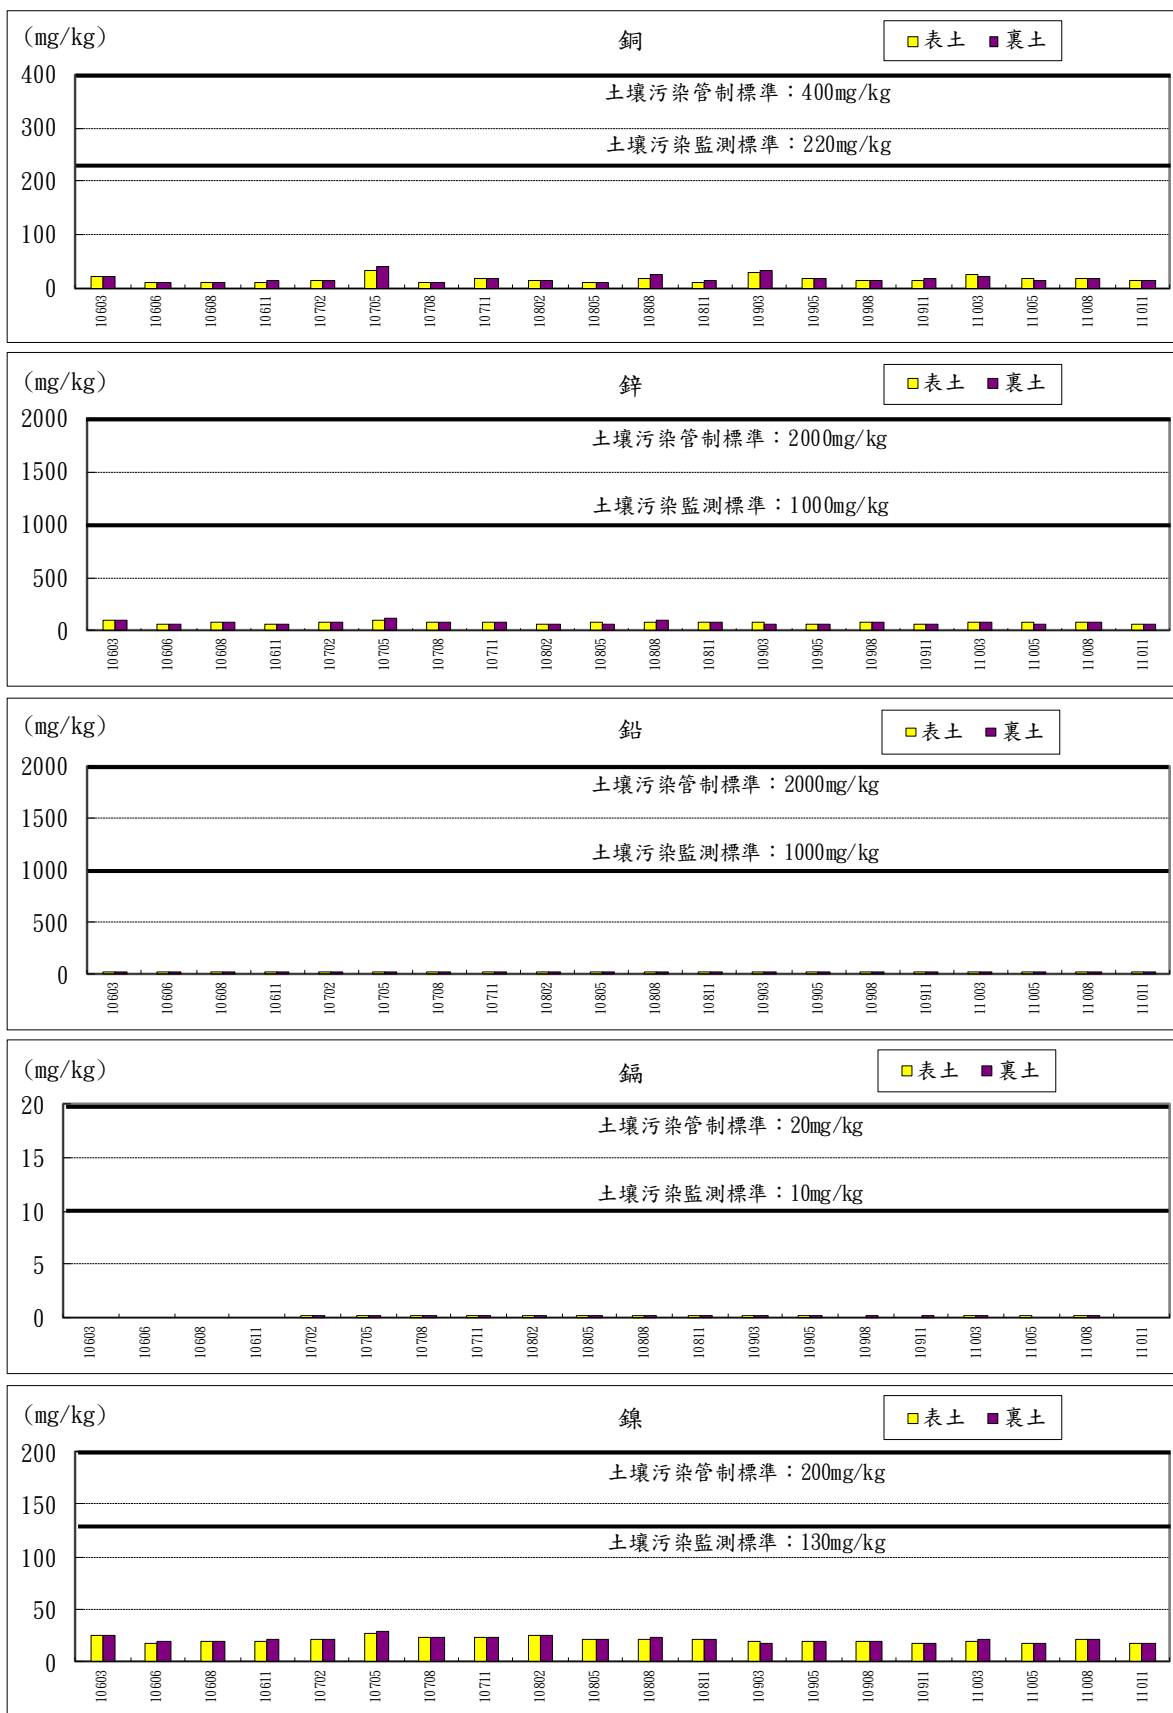 (mg/kg)
銅
表土 裏土
400
土壤污染管制標準：400mg/kg
300
土壤污染監測標準：220mg/kg
200
100
0
10603 10606 10608 10611 10702 10705 10708 10711 10802 10805 10808 10811 10903 10905 10908 10911 11003 11005 11008 11011
(mg/kg)
鋅
表土 裏土
2000
土壤污染管制標準：2000mg/kg
1500
土壤污染監測標準：1000mg/kg
1000
500
0
10603 10606 10608 10611 10702 10705 10708 10711 10802 10805 10808 10811 10903 10905 10908 10911 11003 11005 11008 11011
(mg/kg)
鉛
表土 裏土
2000
土壤污染管制標準：2000mg/kg
1500
土壤污染監測標準：1000mg/kg
1000
500
0
10603 10606 10608 10611 10702 10705 10708 10711 10802 10805 10808 10811 10903 10905 10908 10911 11003 11005 11008 11011
(mg/kg)
鎘
表土 裏土
20
土壤污染管制標準：20mg/kg
15
土壤污染監測標準：10mg/kg
10
5
0
10603 10606 10608 10611 10702 10705 10708 10711 10802 10805 10808 10811 10903 10905 10908 10911 11003 11005 11008 11011
(mg/kg)
鎳
表土 裏土
200
土壤污染管制標準：200mg/kg
150
土壤污染監測標準：130mg/kg
100
50
0
10603 10606 10608 10611 10702 10705 10708 10711 10802 10805 10808 10811 10903 10905 10908 10911 11003 11005 11008 11011